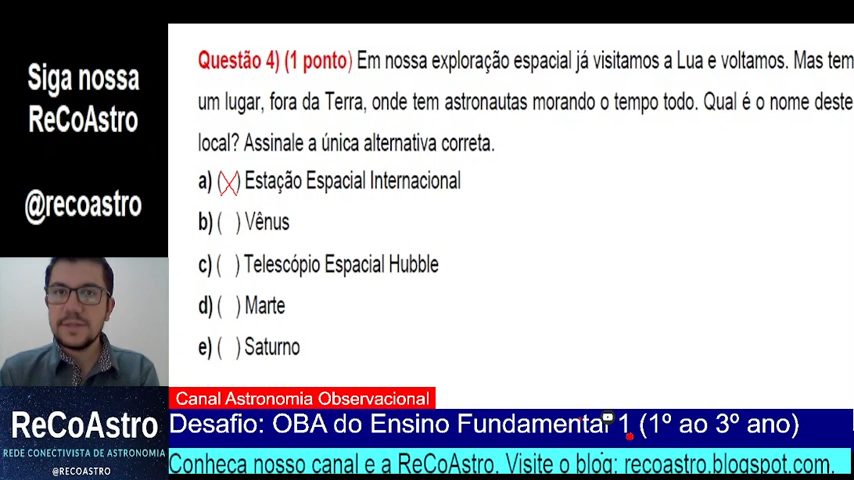 Siga nossa
ReCoAstro
@recoastro
Questão 4) (1 ponto) Em nossa exploração espacial já visitamos a Lua e voltamos. Mas tem
um lugar, fora da Terra, onde tem astronautas morando o tempo todo. Qual é o nome deste
local? Assinale a única alternativa correta.
a) (X) Estação Espacial Internacional
b) ( ) Vênus
c) ( ) Telescópio Espacial Hubble
d) ( ) Marte
e) ( ) Saturno
Canal Astronomia Observacional
ReCoAstro
REDE CONECTIVISTA DE ASTRONOMIA
@RECOASTRO
Desafio: OBA do Ensino Fundamental 1 (1º ao 3º ano)
Conheça nosso canal e a ReCoAstro. Visite o blog: recoastro.blogspot.com.